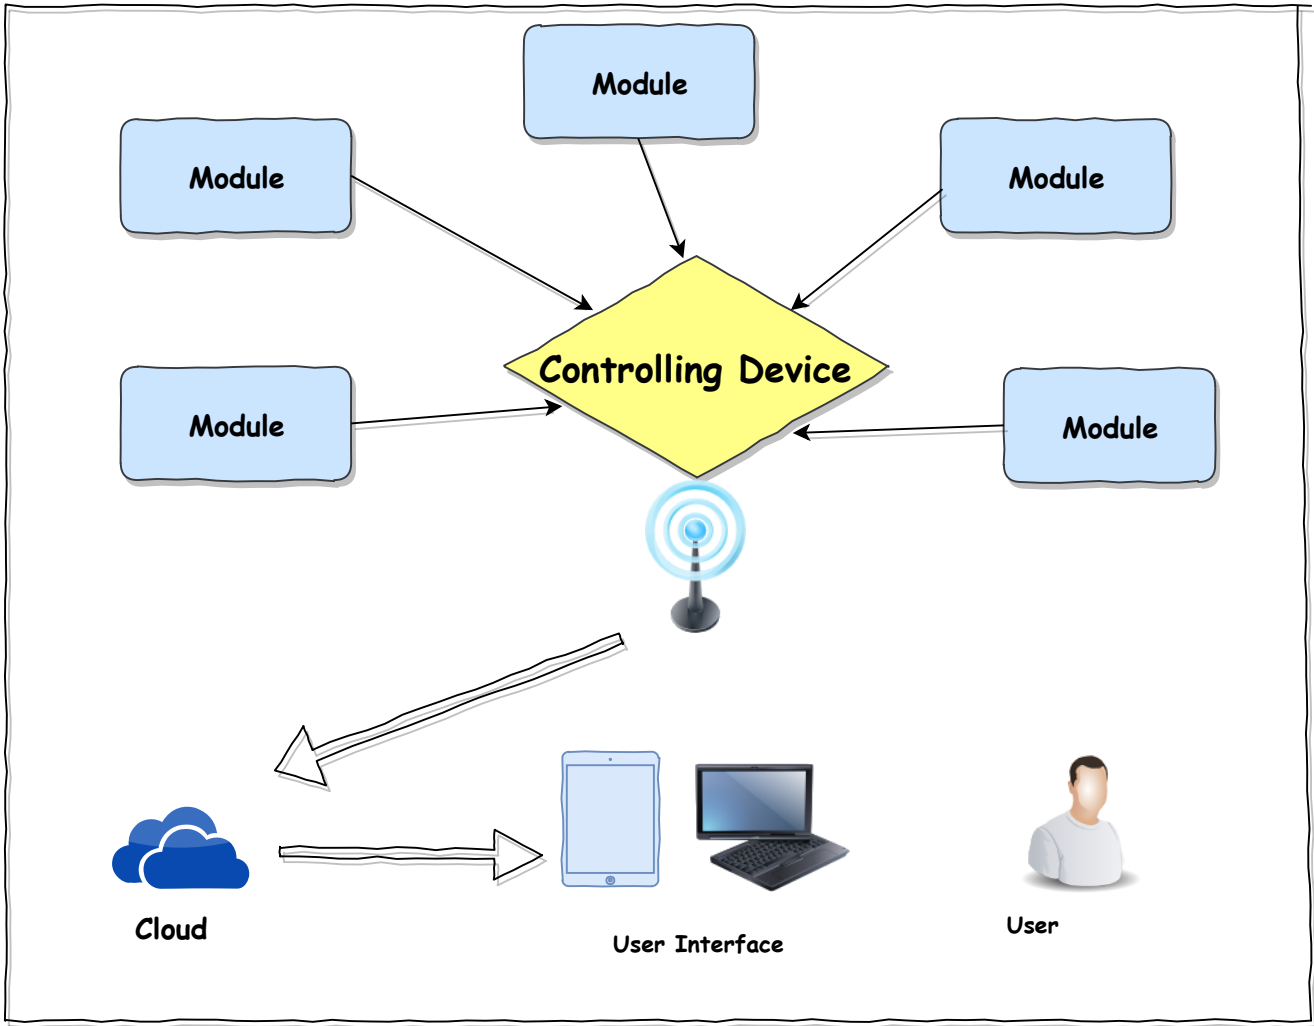 Module
Module
Module
Controlling Device
Module
Module
Cloud
User Interface
User